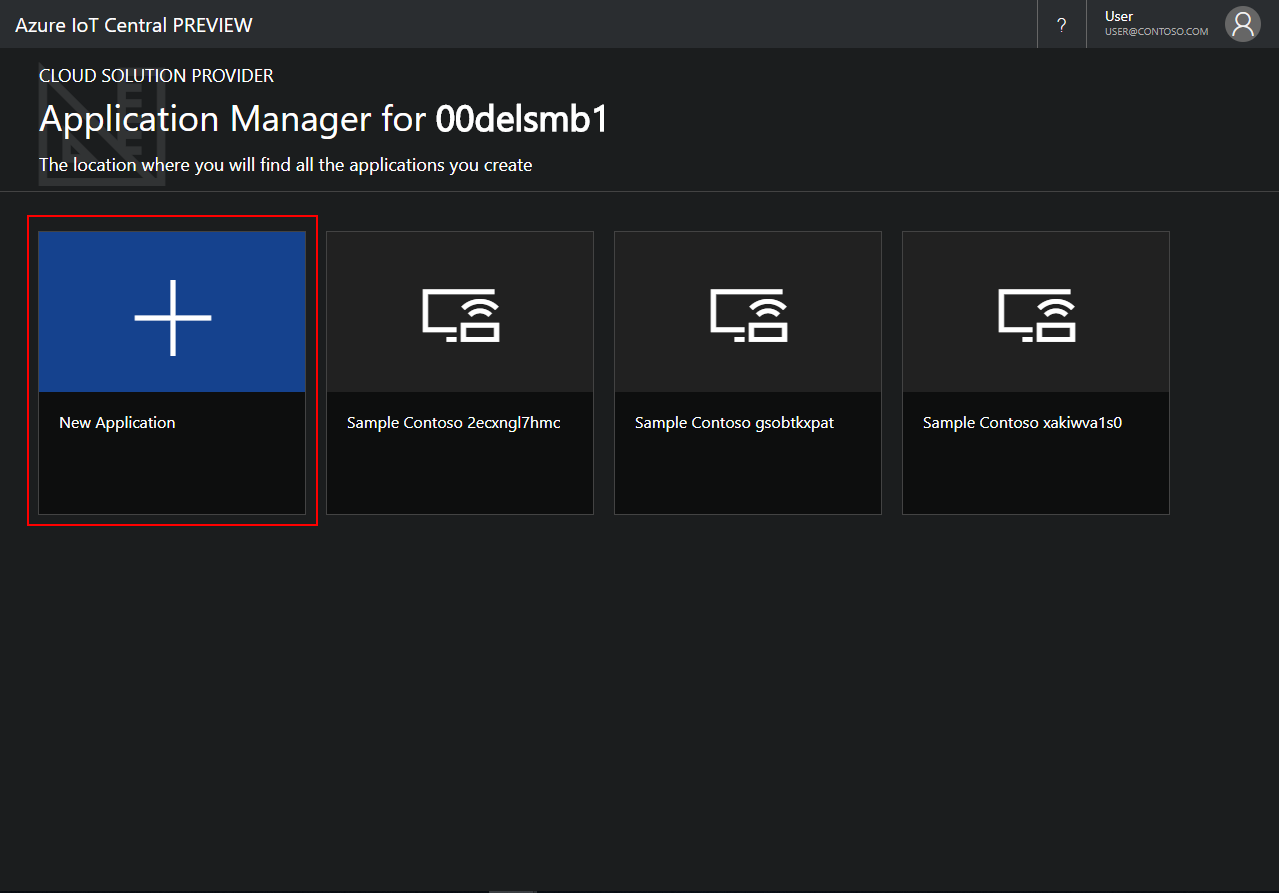 Azure IoT Central PREVIEW
?
User
USER@CONTOSO.COM
CLOUD SOLUTION PROVIDER
Application Manager for 00delsmb1
The location where you will find all the applications you create
New Application
Sample Contoso 2ecxngl7hmc
Sample Contoso gsobtkxpat
Sample Contoso xakiwva1s0